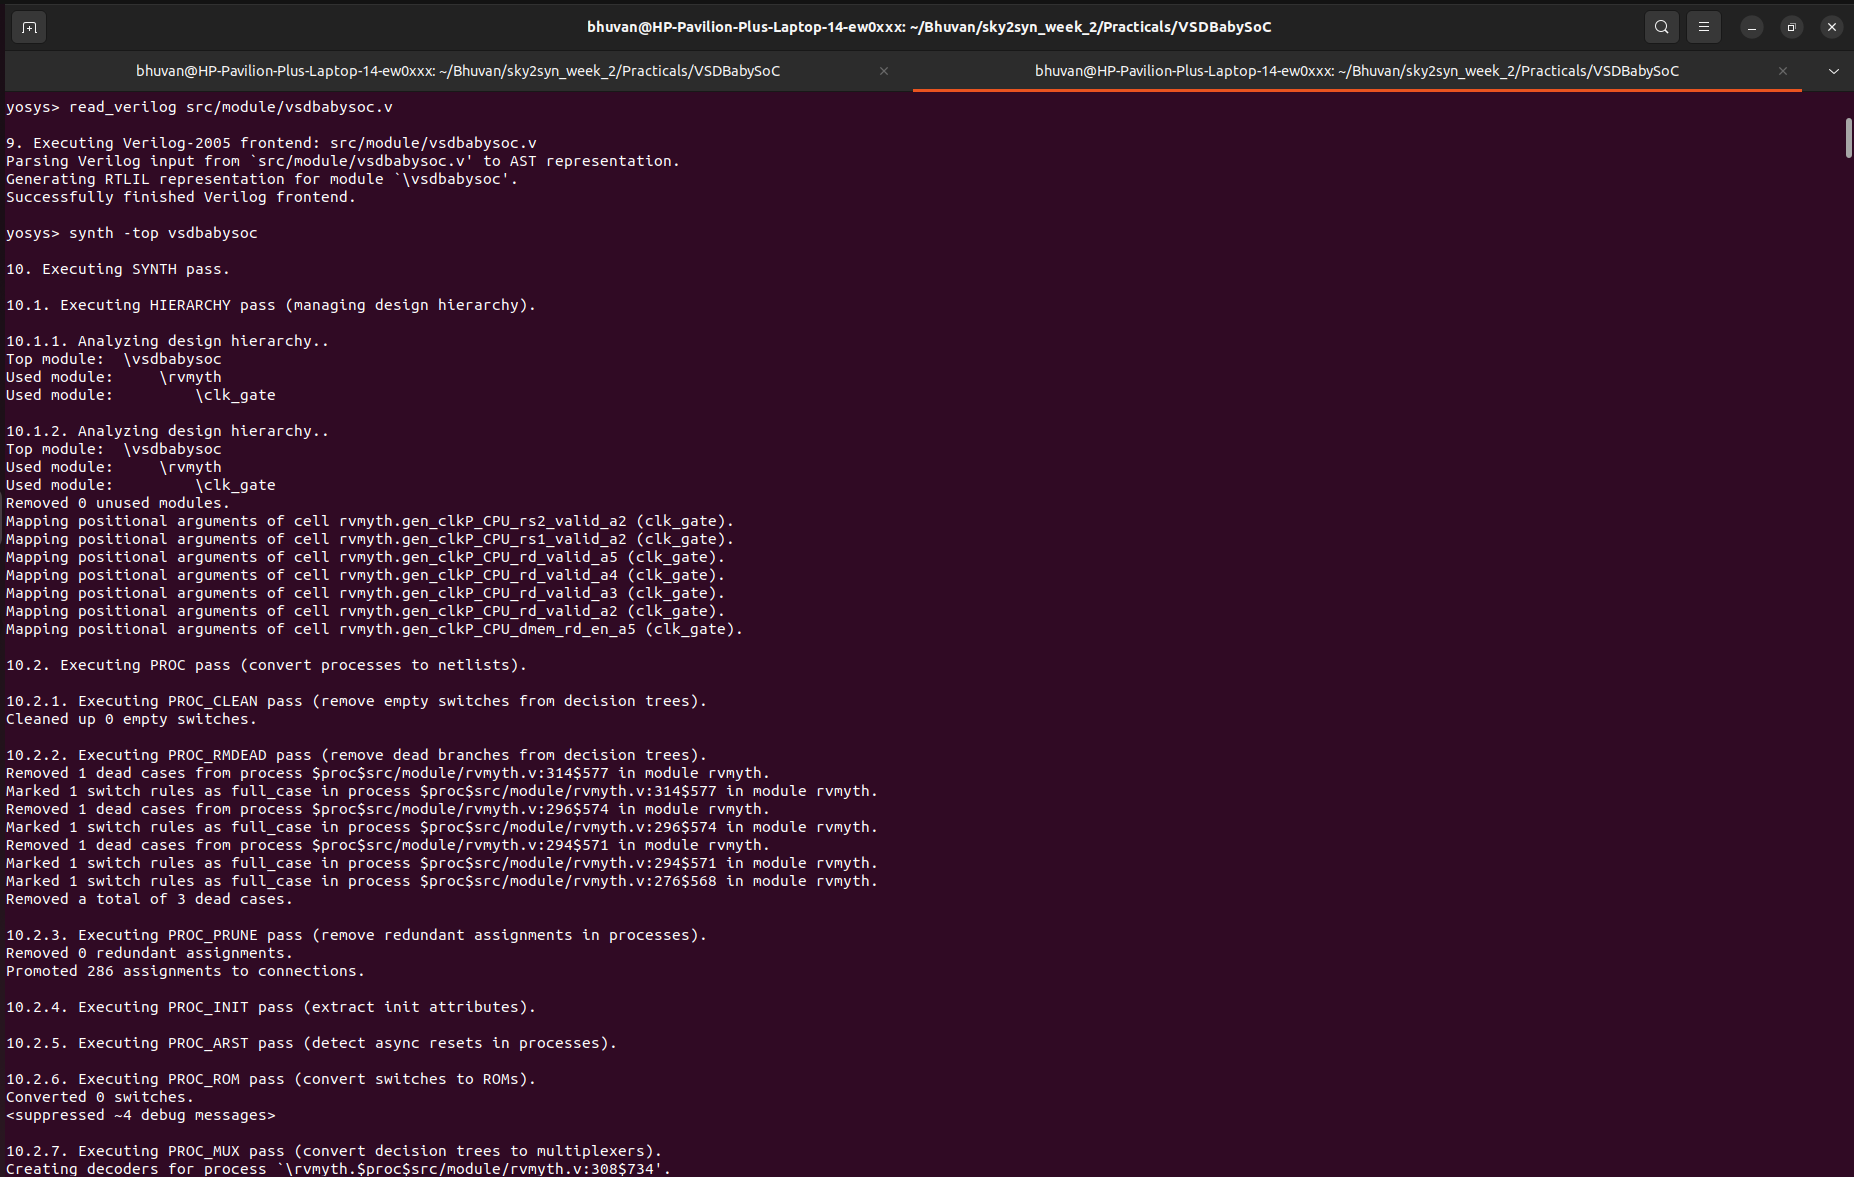 bhuvan@HP-Pavilion-Plus-Laptop-14-ew0xxx: ~/Bhuvan/sky2syn_week_2/Practicals/VSDBabySoC
bhuvan@HP-Pavilion-Plus-Laptop-14-ew0xxx: ~/Bhuvan/sky2syn_week_2/Practicals/VSDBabySoC
bhuvan@HP-Pavilion-Plus-Laptop-14-ew0xxx: ~/Bhuvan/sky2syn_week_2/Practicals/VSDBabySoC
yosys> read_verilog src/module/vsdbabysoc.v
9. Executing Verilog-2005 frontend: src/module/vsdbabysoc.v
Parsing Verilog input from `src/module/vsdbabysoc.v' to AST representation.
Generating RTLIL representation for module `\vsdbabysoc'.
Successfully finished Verilog frontend.
yosys> synth -top vsdbabysoc
10. Executing SYNTH pass.
10.1. Executing HIERARCHY pass (managing design hierarchy).
10.1.1. Analyzing design hierarchy..
Top module:  \vsdbabysoc
Used module:     \rvmyth
Used module:         \clk_gate
10.1.2. Analyzing design hierarchy..
Top module:  \vsdbabysoc
Used module:     \rvmyth
Used module:         \clk_gate
Removed 0 unused modules.
Mapping positional arguments of cell rvmyth.gen_clkP_CPU_rs2_valid_a2 (clk_gate).
Mapping positional arguments of cell rvmyth.gen_clkP_CPU_rs1_valid_a2 (clk_gate).
Mapping positional arguments of cell rvmyth.gen_clkP_CPU_rd_valid_a5 (clk_gate).
Mapping positional arguments of cell rvmyth.gen_clkP_CPU_rd_valid_a4 (clk_gate).
Mapping positional arguments of cell rvmyth.gen_clkP_CPU_rd_valid_a3 (clk_gate).
Mapping positional arguments of cell rvmyth.gen_clkP_CPU_rd_valid_a2 (clk_gate).
Mapping positional arguments of cell rvmyth.gen_clkP_CPU_dmem_rd_en_a5 (clk_gate).
10.2. Executing PROC pass (convert processes to netlists).
10.2.1. Executing PROC_CLEAN pass (remove empty switches from decision trees).
Cleaned up 0 empty switches.
10.2.2. Executing PROC_RMDEAD pass (remove dead branches from decision trees).
Removed 1 dead cases from process $proc$src/module/rvmyth.v:314$577 in module rvmyth.
Marked 1 switch rules as full_case in process $proc$src/module/rvmyth.v:314$577 in module rvmyth.
Removed 1 dead cases from process $proc$src/module/rvmyth.v:296$574 in module rvmyth.
Marked 1 switch rules as full_case in process $proc$src/module/rvmyth.v:296$574 in module rvmyth.
Removed 1 dead cases from process $proc$src/module/rvmyth.v:294$571 in module rvmyth.
Marked 1 switch rules as full_case in process $proc$src/module/rvmyth.v:294$571 in module rvmyth.
Marked 1 switch rules as full_case in process $proc$src/module/rvmyth.v:276$568 in module rvmyth.
Removed a total of 3 dead cases.
10.2.3. Executing PROC_PRUNE pass (remove redundant assignments in processes).
Removed 0 redundant assignments.
Promoted 286 assignments to connections.
10.2.4. Executing PROC_INIT pass (extract init attributes).
10.2.5. Executing PROC_ARST pass (detect async resets in processes).
10.2.6. Executing PROC_ROM pass (convert switches to ROMs).
Converted 0 switches.
<suppressed ~4 debug messages>
10.2.7. Executing PROC_MUX pass (convert decision trees to multiplexers).
Creating decoders for process `\rvmyth.$proc$src/module/rvmyth.v:308$734'.